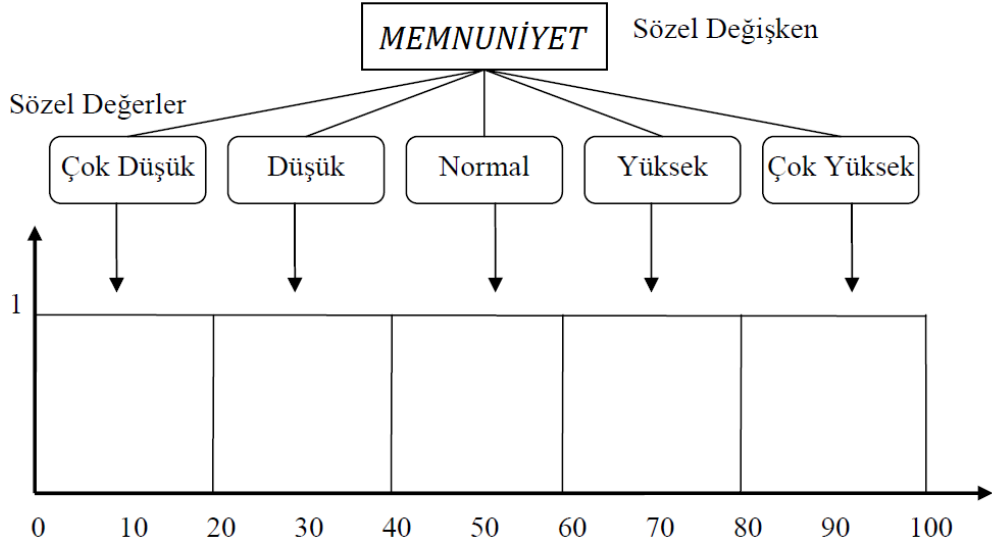 MEMNUNİYET
Sözel Değişken
Sözel Değerler
Çok Düşük
Düşük
Normal
Yüksek
Çok Yüksek
1
0 10 20 30 40 50 60 70 80 90 100